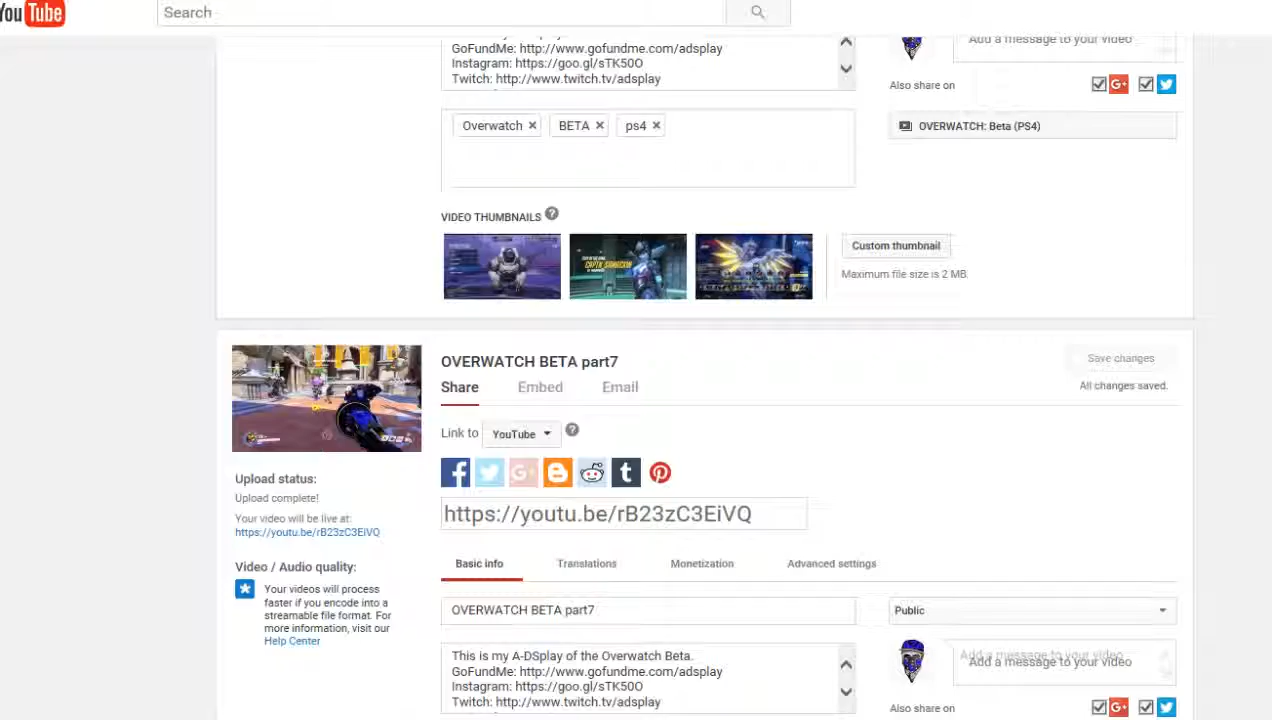 You Tube
Search
GoFundMe: http://www.gofundme.com/adsplay
Instagram: https://goo.gl/sTK50O
Twitch: http://www.twitch.tv/adsplay
Add a message to your video
Also share on
G+
Overwatch × BETA × ps4 ×
OVERWATCH: Beta (PS4)
VIDEO THUMBNAILS ?
Custom thumbnail
Maximum file size is 2 MB.
OVERWATCH BETA part7
Save changes
Share Embed Email
All changes saved.
Link to YouTube ?
https://youtu.be/rB23zC3EiVQ
Upload status:
Upload complete!
Your video will be live at:
https://youtu.be/rB23zC3EiVQ
Basic info Translations Monetization Advanced settings
Video / Audio quality:
Your videos will process
faster if you encode into a
streamable file format. For
more information, visit our
Help Center
OVERWATCH BETA part7
Public
This is my A-DSplay of the Overwatch Beta.
GoFundMe: http://www.gofundme.com/adsplay
Instagram: https://goo.gl/sTK50O
Twitch: http://www.twitch.tv/adsplay
Add a message to your video
Add a message to your video
Also share on
G+